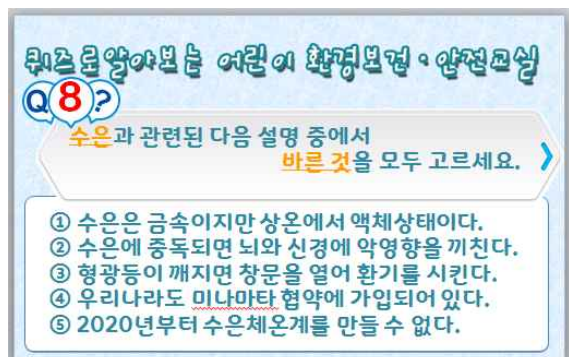 퀴즈로알아보는 어린이 환경보건·안전교실
Q 8 ?
수은과 관련된 다음 설명 중에서
바른 것을 모두 고르세요.
① 수은은 금속이지만 상온에서 액체상태이다.
② 수은에 중독되면 뇌와 신경에 악영향을 끼친다.
③ 형광등이 깨지면 창문을 열어 환기를 시킨다.
④ 우리나라도 미나마타 협약에 가입되어 있다.
⑤ 2020년부터 수은체온계를 만들 수 없다.